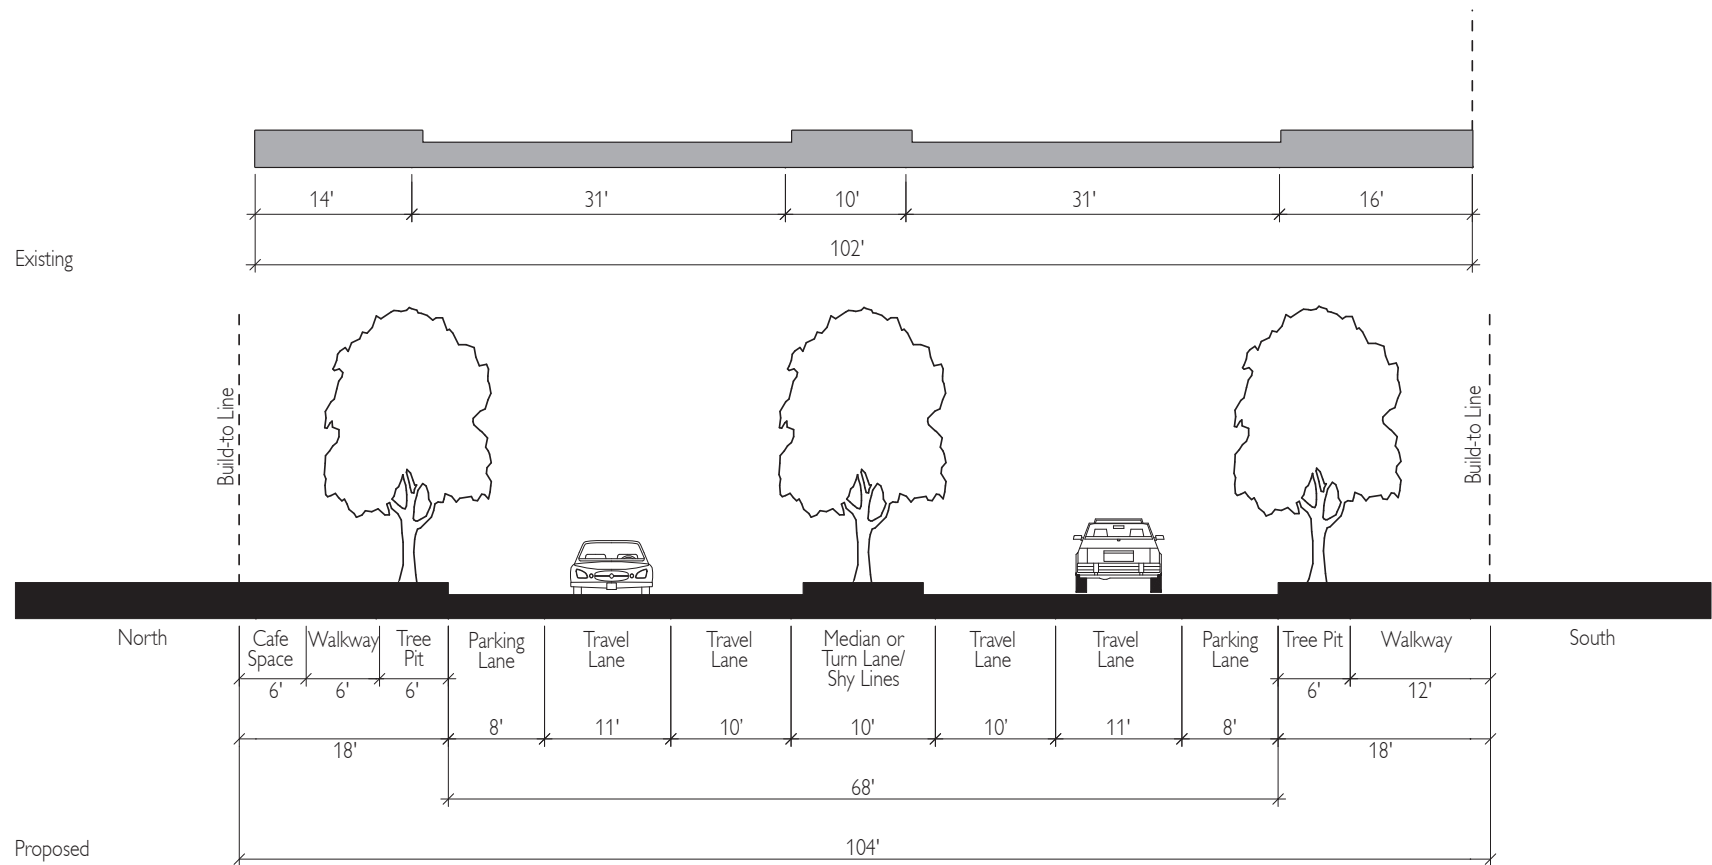 14' 31' 10' 31' 16'
102'
Existing
Build-to Line
Build-to Line
North
Cafe
Space
Walkway
Tree
Pit
Parking
Lane
Travel
Lane
Travel
Lane
Median or
Turn Lane/
Shy Lines
Travel
Lane
Travel
Lane
Parking
Lane
Tree Pit
Walkway
South
6' 6' 6' 6' 12'
8' 11' 10' 10' 10' 11' 8'
18' 18'
68'
104'
Proposed